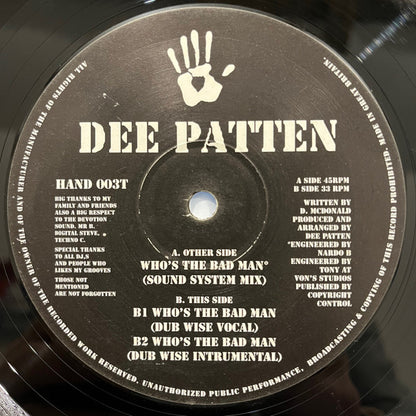 ALL RIGHTS OF THE MANUFACTURER AND OF THE OWNER OF THE RECORDED WORK RESERVED. UNAUTHORIZED PUBLIC PERFORMANCE, BROADCASTING & COPYING OF THIS RECORD PROHIBITED. MADE IN GREAT BRITAIN.
DEE PATTEN
HAND 003T
BIG THANKS TO MY
FAMILY AND FRIENDS
ALSO A BIG RESPECT
TO THE DEVOTION
SOUND. MR B.
DIGITAL STEVE.
TECHNO C.
SPECIAL THANKS
TO ALL DJ,S
AND PEOPLE WHO
LIKES MY GROOVES
THOSE NOT
MENTIONED
ARE NOT FORGOTTEN
A SIDE 45RPM
B SIDE 33 RPM
WRITTEN BY
D. MCDONALD
PRODUCED AND
ARRANGED BY
DEE PATTEN
*ENGINEERED BY
NARDO B
ENGINEERED BY
TONY AT
VON'S STUDIOS
PUBLISHED BY
COPYRIGHT
CONTROL
A. OTHER SIDE
WHO'S THE BAD MAN*
(SOUND SYSTEM MIX)
B. THIS SIDE
B1 WHO'S THE BAD MAN
(DUB WISE VOCAL)
B2 WHO'S THE BAD MAN
(DUB WISE INTRUMENTAL)